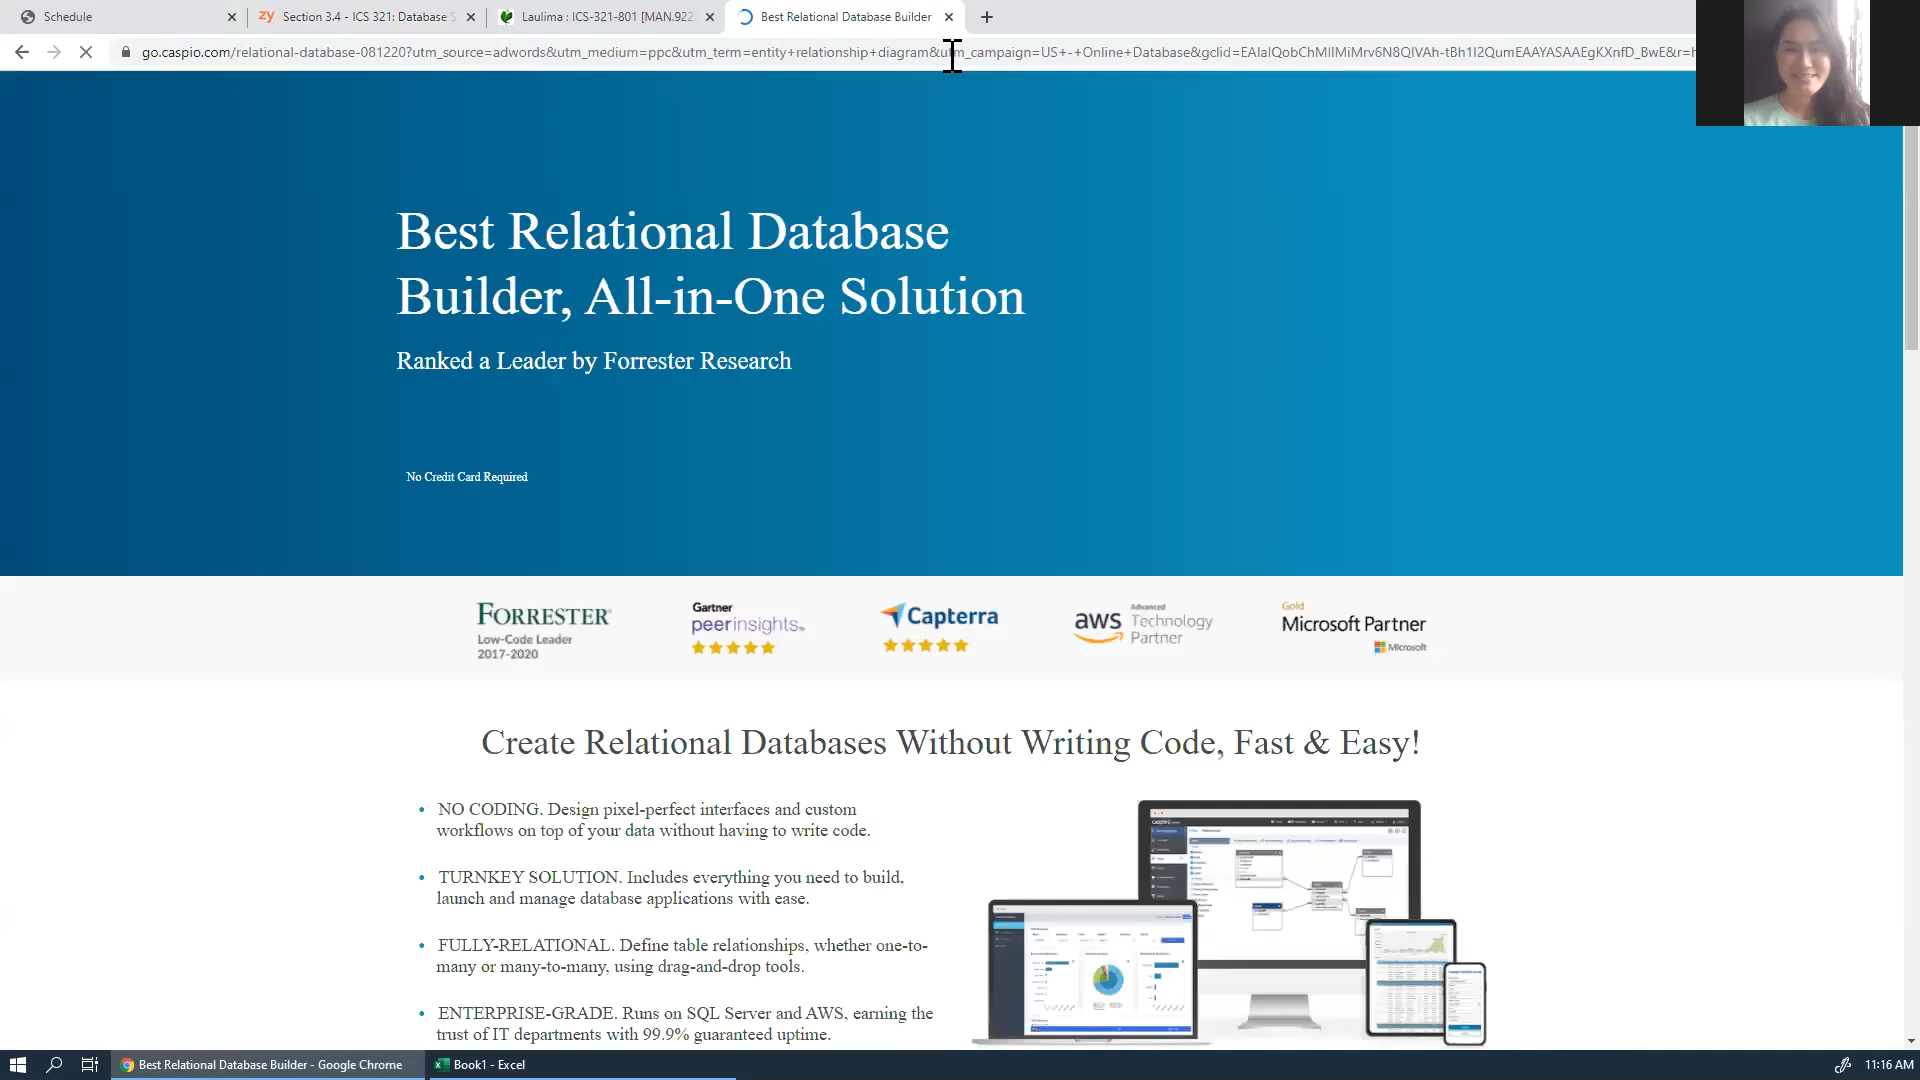 Schedule
zy Section 3.4 - ICS 321: Database S
Laulima : ICS-321-801 [MAN.922
Best Relational Database Builder
go.caspio.com/relational-database-081220?utm_source=adwords&utm_medium=ppc&utm_term=entity+relationship+diagram&utm_campaign=US+-+Online+Database&gclid=EAIaIQobChMIlMiMrv6N8QIVAh-tBh1I2QumEAAYASAAEgKXnfD_BwE&r=h
Best Relational Database
Builder, All-in-One Solution
Ranked a Leader by Forrester Research
No Credit Card Required
FORRESTER
Low-Code Leader
2017-2020
Gartner
peerinsights
Capterra
aws
Advanced
Technology
Partner
Gold
Microsoft Partner
Microsoft
Create Relational Databases Without Writing Code, Fast & Easy!
• NO CODING. Design pixel-perfect interfaces and custom
workflows on top of your data without having to write code.
• TURNKEY SOLUTION. Includes everything you need to build,
launch and manage database applications with ease.
• FULLY-RELATIONAL. Define table relationships, whether one-to-
many or many-to-many, using drag-and-drop tools.
• ENTERPRISE-GRADE. Runs on SQL Server and AWS, earning the
trust of IT departments with 99.9% guaranteed uptime.
Best Relational Database Builder - Google Chrome
Book1 - Excel
11:16 AM